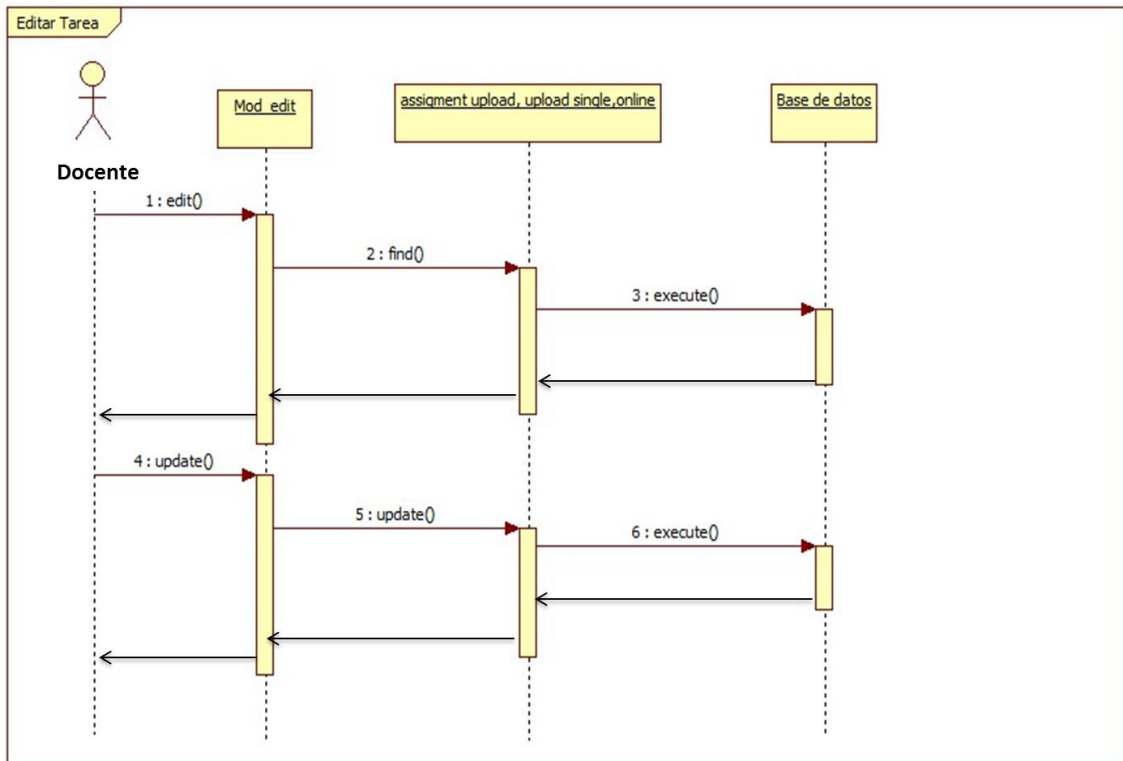 Editar Tarea
Mod_edit
assigment upload, upload single,online
Base de datos
Docente
1 : edit()
2 : find()
3 : execute()
4 : update()
5 : update()
6 : execute()